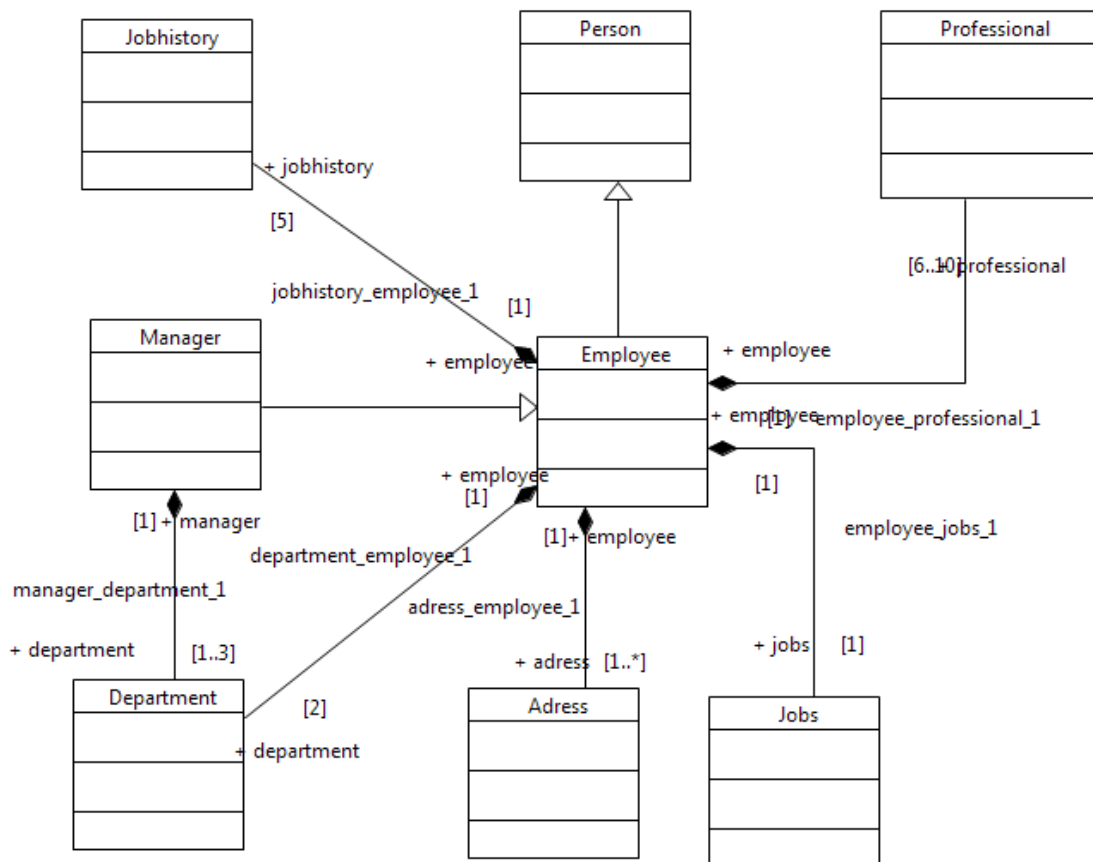 Jobhistory
Person
Professional
+ jobhistory
[5]
[6..10]
+ professional
jobhistory_employee_1
[1]
Manager
Employee
+ employee
+ employee
+ employee
[1]
employee_professional_1
+ employee
[1]
[1]
[1]
+ manager
[1]
+ employee
employee_jobs_1
department_employee_1
manager_department_1
adress_employee_1
+ department
[1..3]
+ adress
[1..*]
+ jobs
[1]
Department
[2]
Adress
Jobs
+ department